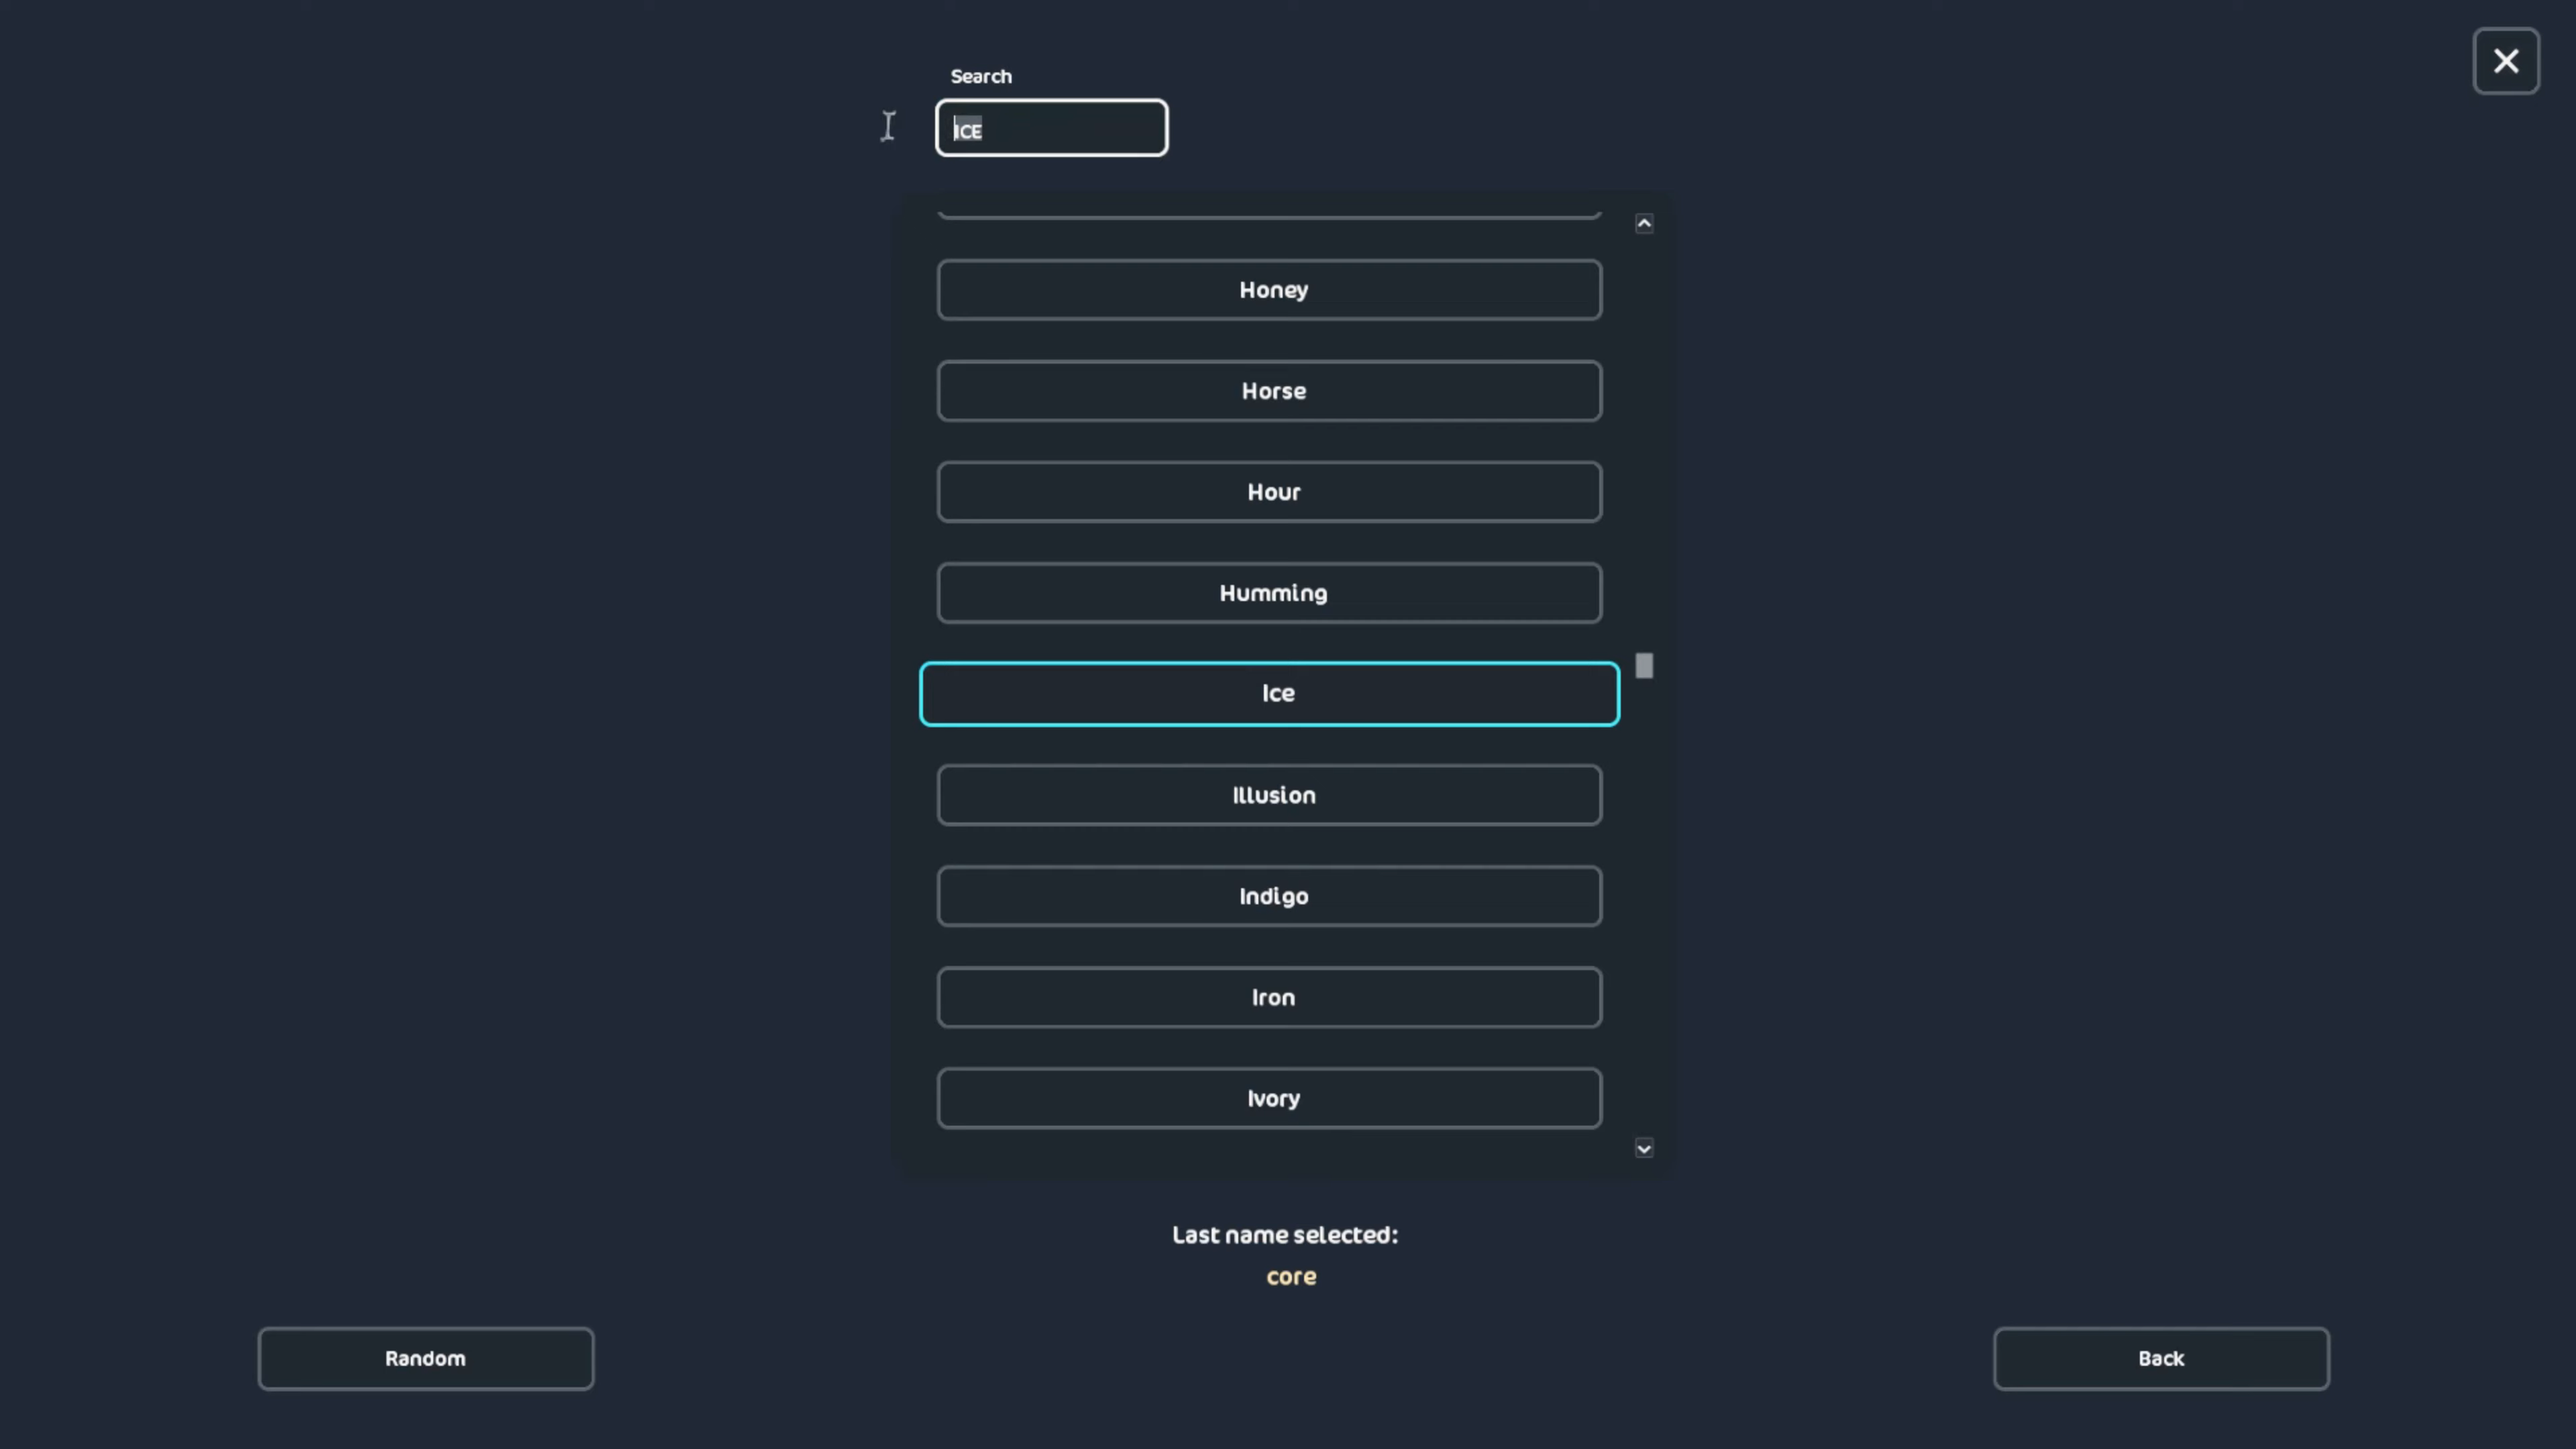 Search
ICE
Honey
Horse
Hour
Humming
Ice
Illusion
Indigo
Iron
Ivory
Last name selected:
core
Random
Back